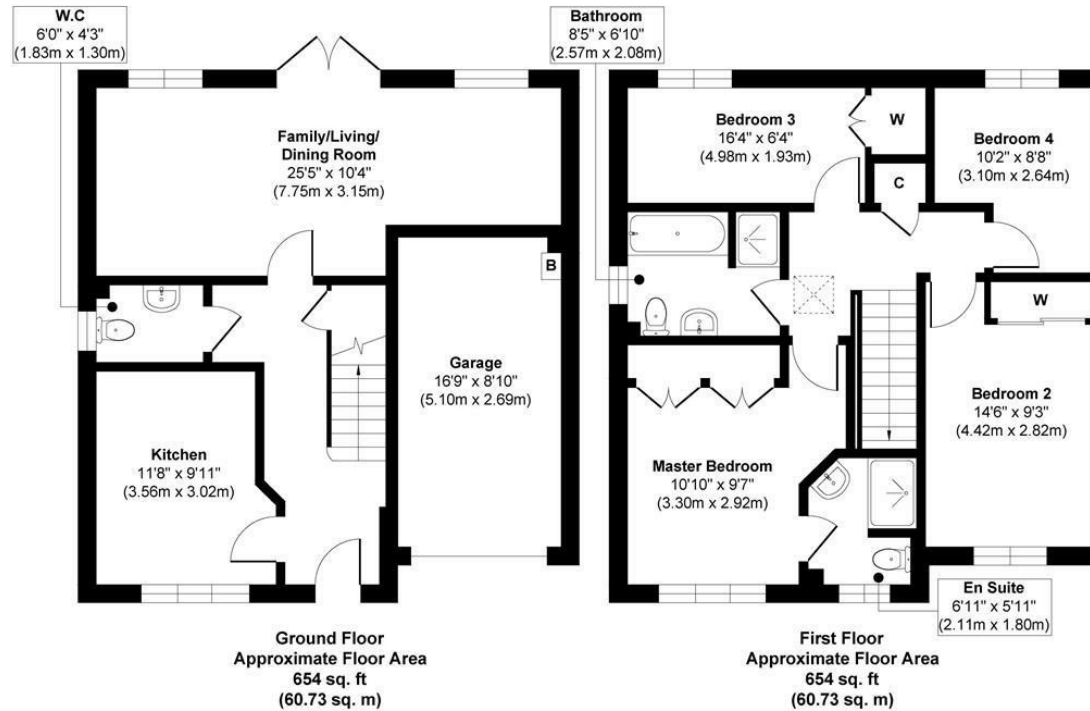 W.C
6'0" x 4'3"
(1.83m x 1.30m)
Family/Living/
Dining Room
25'5" x 10'4"
(7.75m x 3.15m)
B
Garage
16'9" x 8'10"
(5.10m x 2.69m)
Kitchen
11'8" x 9'11"
(3.56m x 3.02m)
Ground Floor
Approximate Floor Area
654 sq. ft
(60.73 sq. m)
Bathroom
8'5" x 6'10"
(2.57m x 2.08m)
Bedroom 3
16'4" x 6'4"
(4.98m x 1.93m)
W
Bedroom 4
10'2" x 8'8"
(3.10m x 2.64m)
C
W
Bedroom 2
14'6" x 9'3"
(4.42m x 2.82m)
Master Bedroom
10'10" x 9'7"
(3.30m x 2.92m)
En Suite
6'11" x 5'11"
(2.11m x 1.80m)
First Floor
Approximate Floor Area
654 sq. ft
(60.73 sq. m)